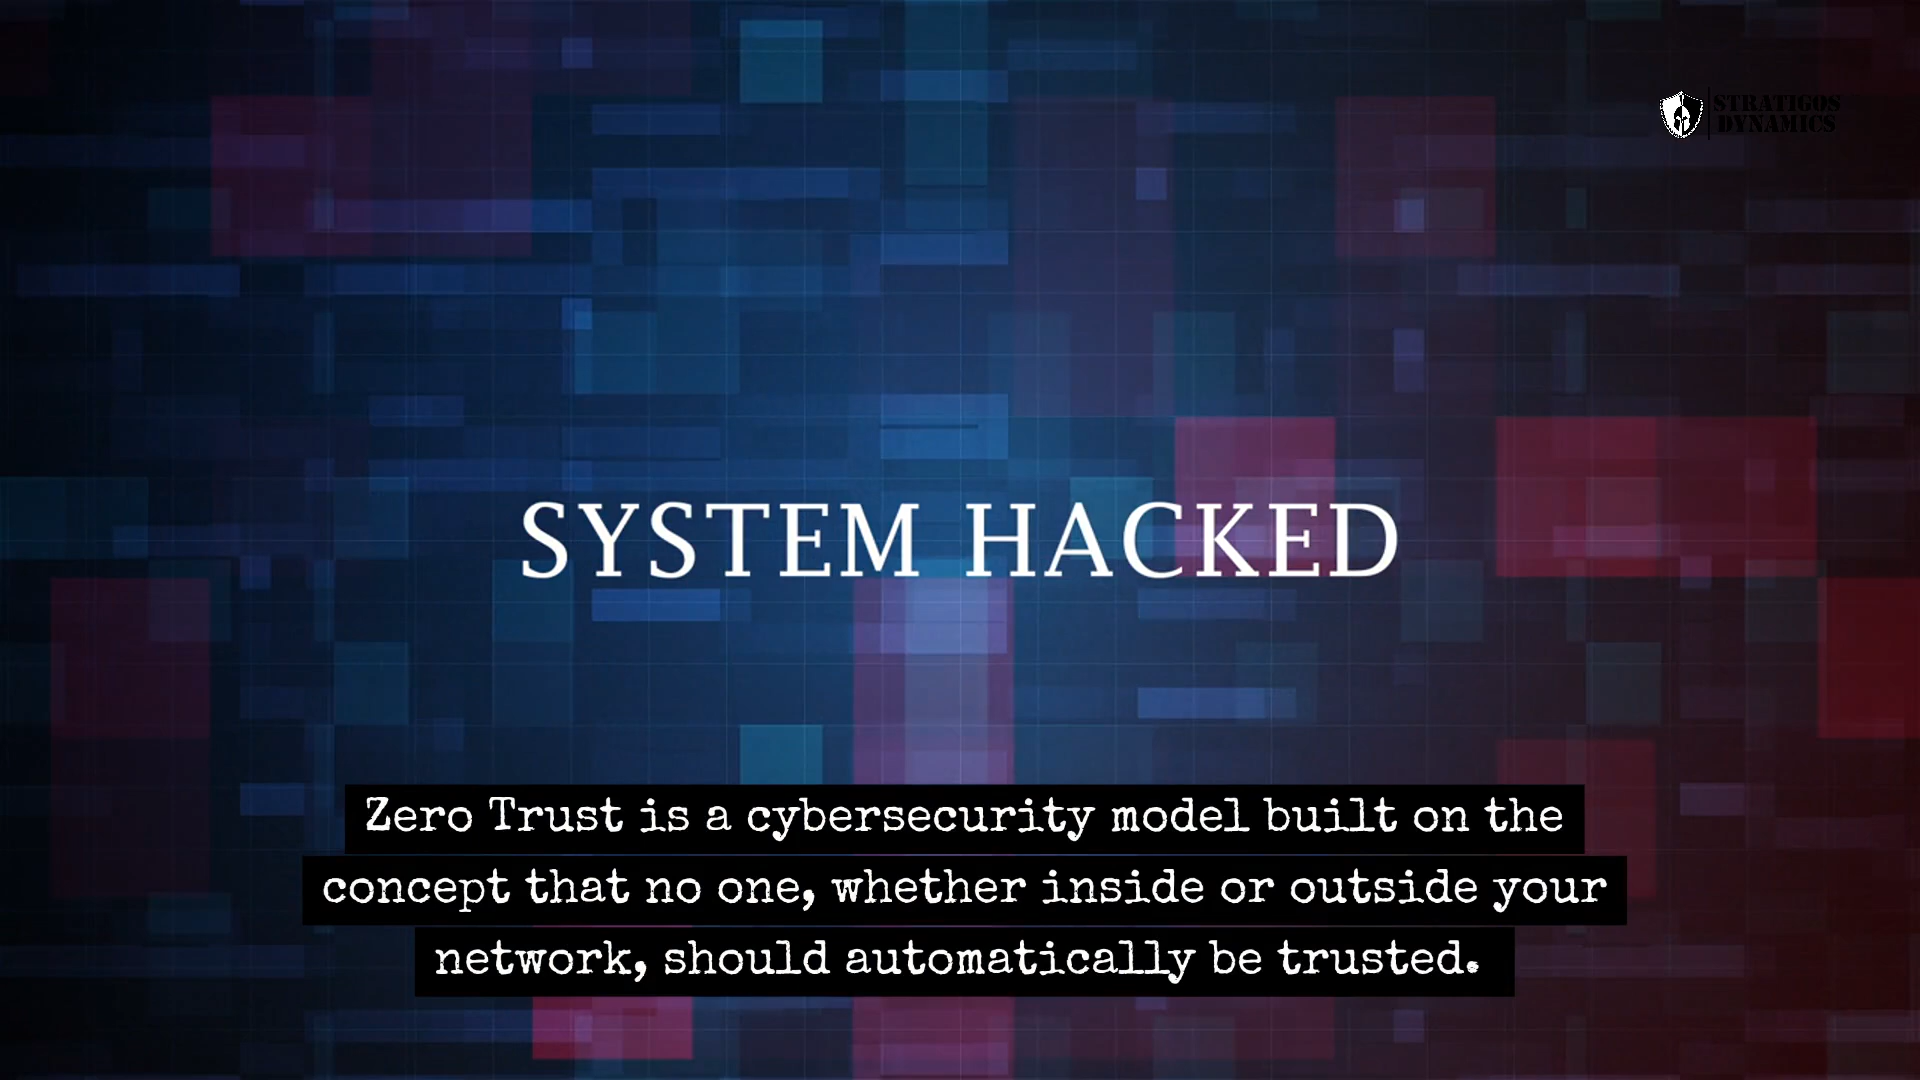 STRATIGOS
DYNAMICS
SYSTEM HACKED
Zero Trust is a cybersecurity model built on the
concept that no one, whether inside or outside your
network, should automatically be trusted.